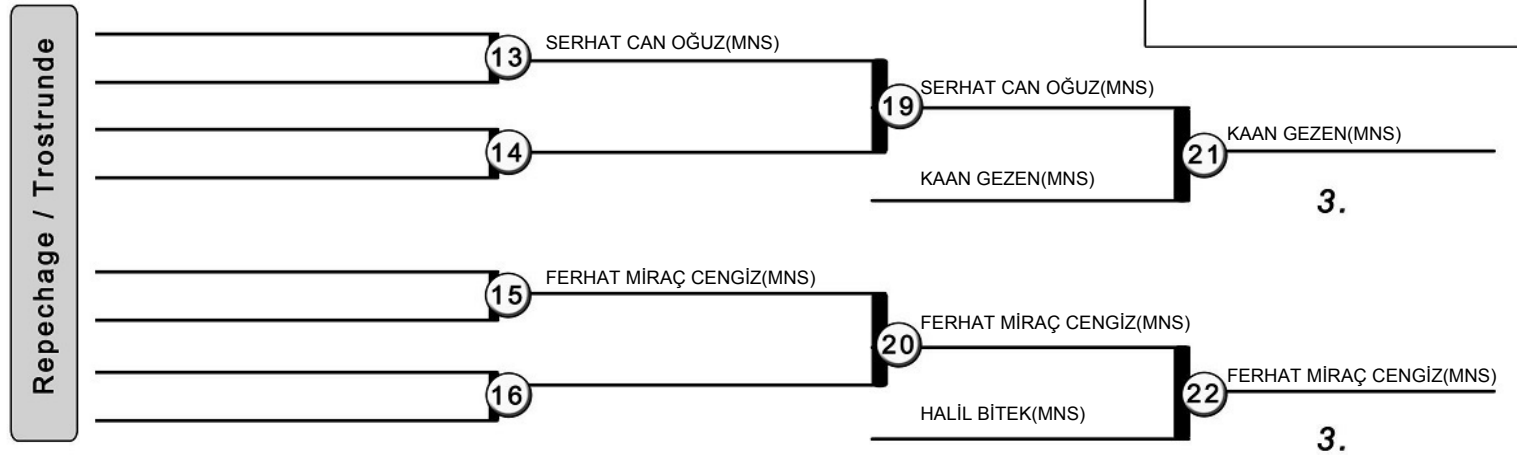 Repechage / Trostrunde
13
SERHAT CAN OĞUZ(MNS)
14
19
SERHAT CAN OĞUZ(MNS)
KAAN GEZEN(MNS)
21
KAAN GEZEN(MNS)
3.
15
FERHAT MİRAÇ CENGİZ(MNS)
16
20
FERHAT MİRAÇ CENGİZ(MNS)
HALİL BİTEK(MNS)
22
FERHAT MİRAÇ CENGİZ(MNS)
3.